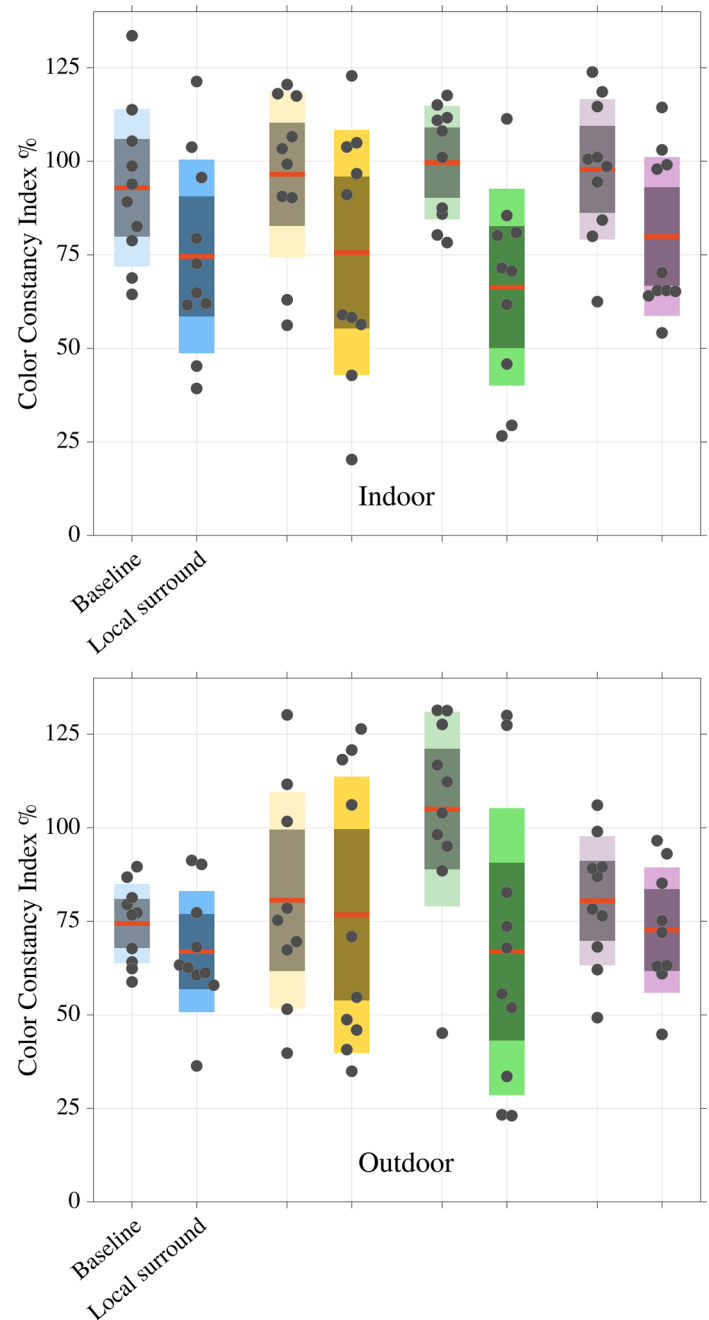 125
100
75
50
25
0
Color Constancy Index %
Indoor
Baseline
Local surround
125
100
75
50
25
0
Color Constancy Index %
Outdoor
Baseline
Local surround